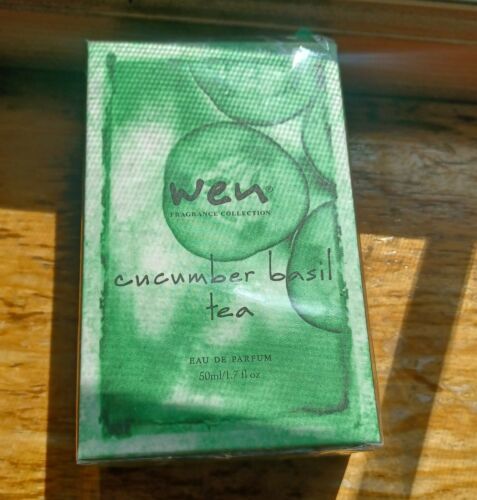 wen®
FRAGRANCE COLLECTION
cucumber basil
tea
EAU DE PARFUM
50ml/1.7 fl oz